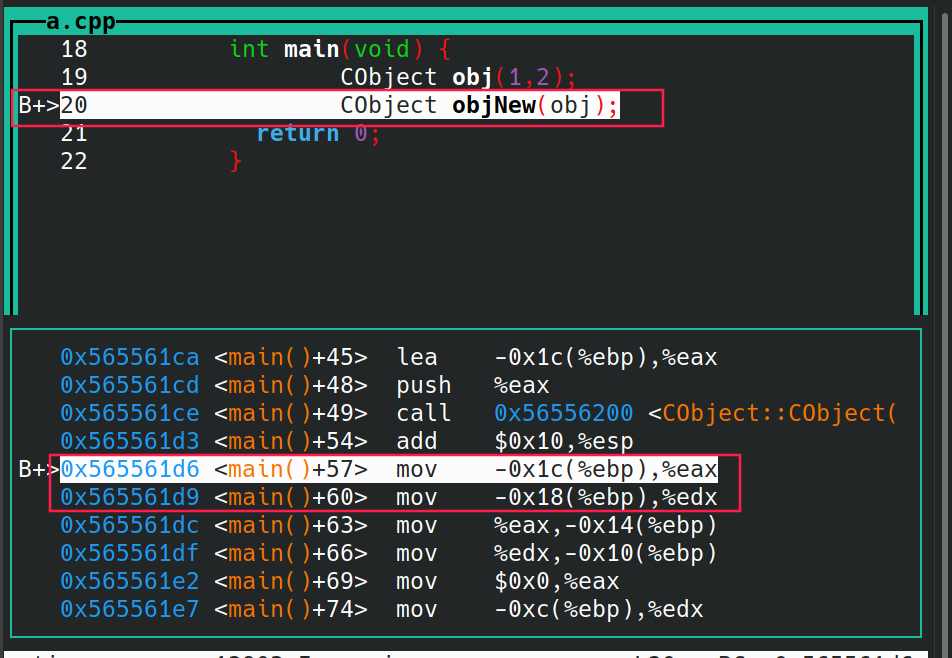 a.cpp
18 int main(void) {
19 CObject obj(1,2);
B+>20 CObject objNew(obj);
21 return 0;
22 }
0x565561ca <main()+45> lea -0x1c(%ebp),%eax
0x565561cd <main()+48> push %eax
0x565561ce <main()+49> call 0x56556200 <CObject::CObject(
0x565561d3 <main()+54> add $0x10,%esp
B+>0x565561d6 <main()+57> mov -0x1c(%ebp),%eax
0x565561d9 <main()+60> mov -0x18(%ebp),%edx
0x565561dc <main()+63> mov %eax,-0x14(%ebp)
0x565561df <main()+66> mov %edx,-0x10(%ebp)
0x565561e2 <main()+69> mov $0x0,%eax
0x565561e7 <main()+74> mov -0xc(%ebp),%edx